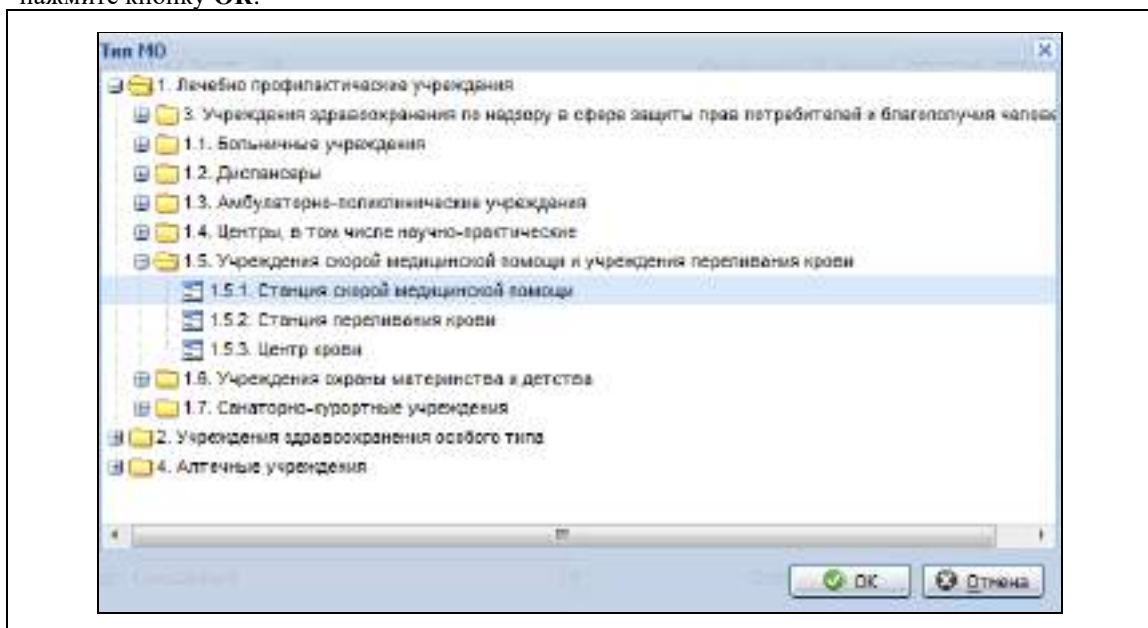 нажмите кнопку ОК.
Тип МО
1. Лечебно профилактические учреждения
3. Учреждения здравоохранения по надзору в сфере защиты прав потребителей и благополучия челове
1.1. Больничные учреждения
1.2. Диспансеры
1.3. Амбулаторно-поликлинические учреждения
1.4. Центры, в том числе научно-практические
1.5. Учреждения скорой медицинской помощи и учреждения переливания крови
1.5.1. Станция скорой медицинской помощи
1.5.2. Станция переливания крови
1.5.3. Центр крови
1.6. Учреждения охраны материнства и детства
1.7. Санаторно-курортные учреждения
2. Учреждения здравоохранения особого типа
4. Аптечные учреждения
ОК Отмена